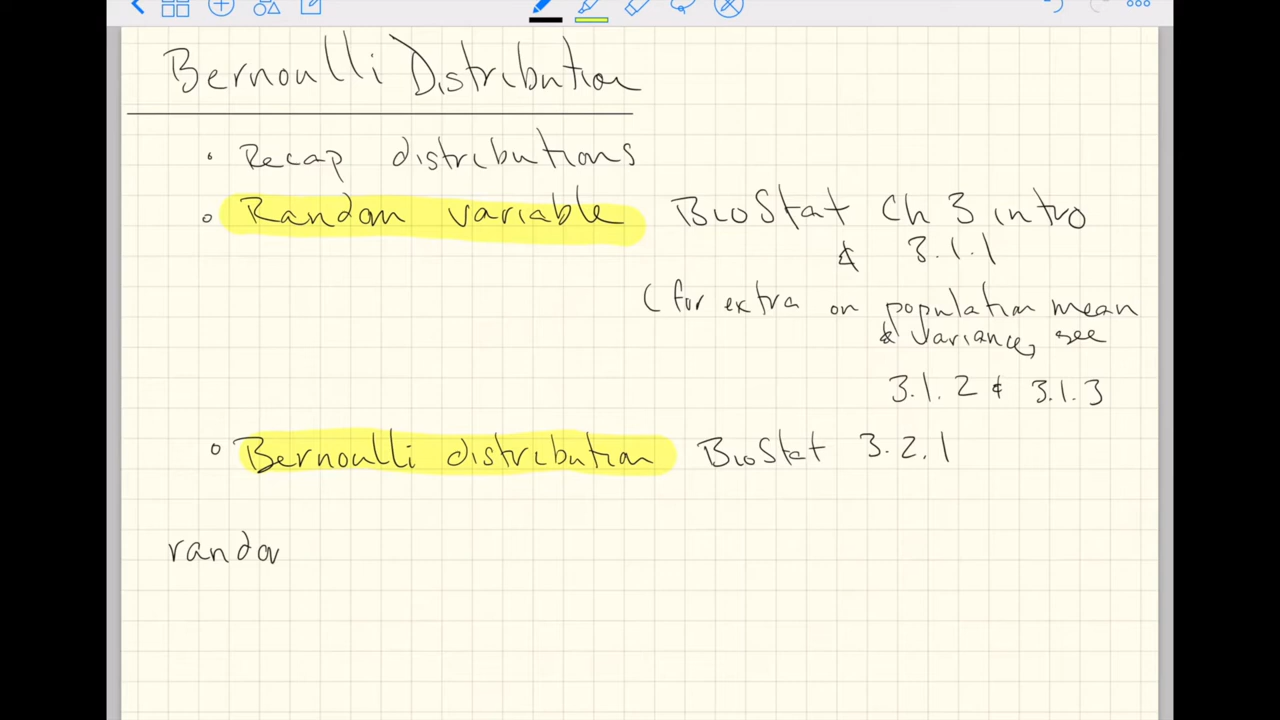 Bernoulli Distribution
• Recap distributions
• Random variable BioStat Ch 3 intro
& 3.1.1
(for extra on population mean
& variance, see
3.1.2 & 3.1.3
• Bernoulli distribution BioStat 3.2.1
rando